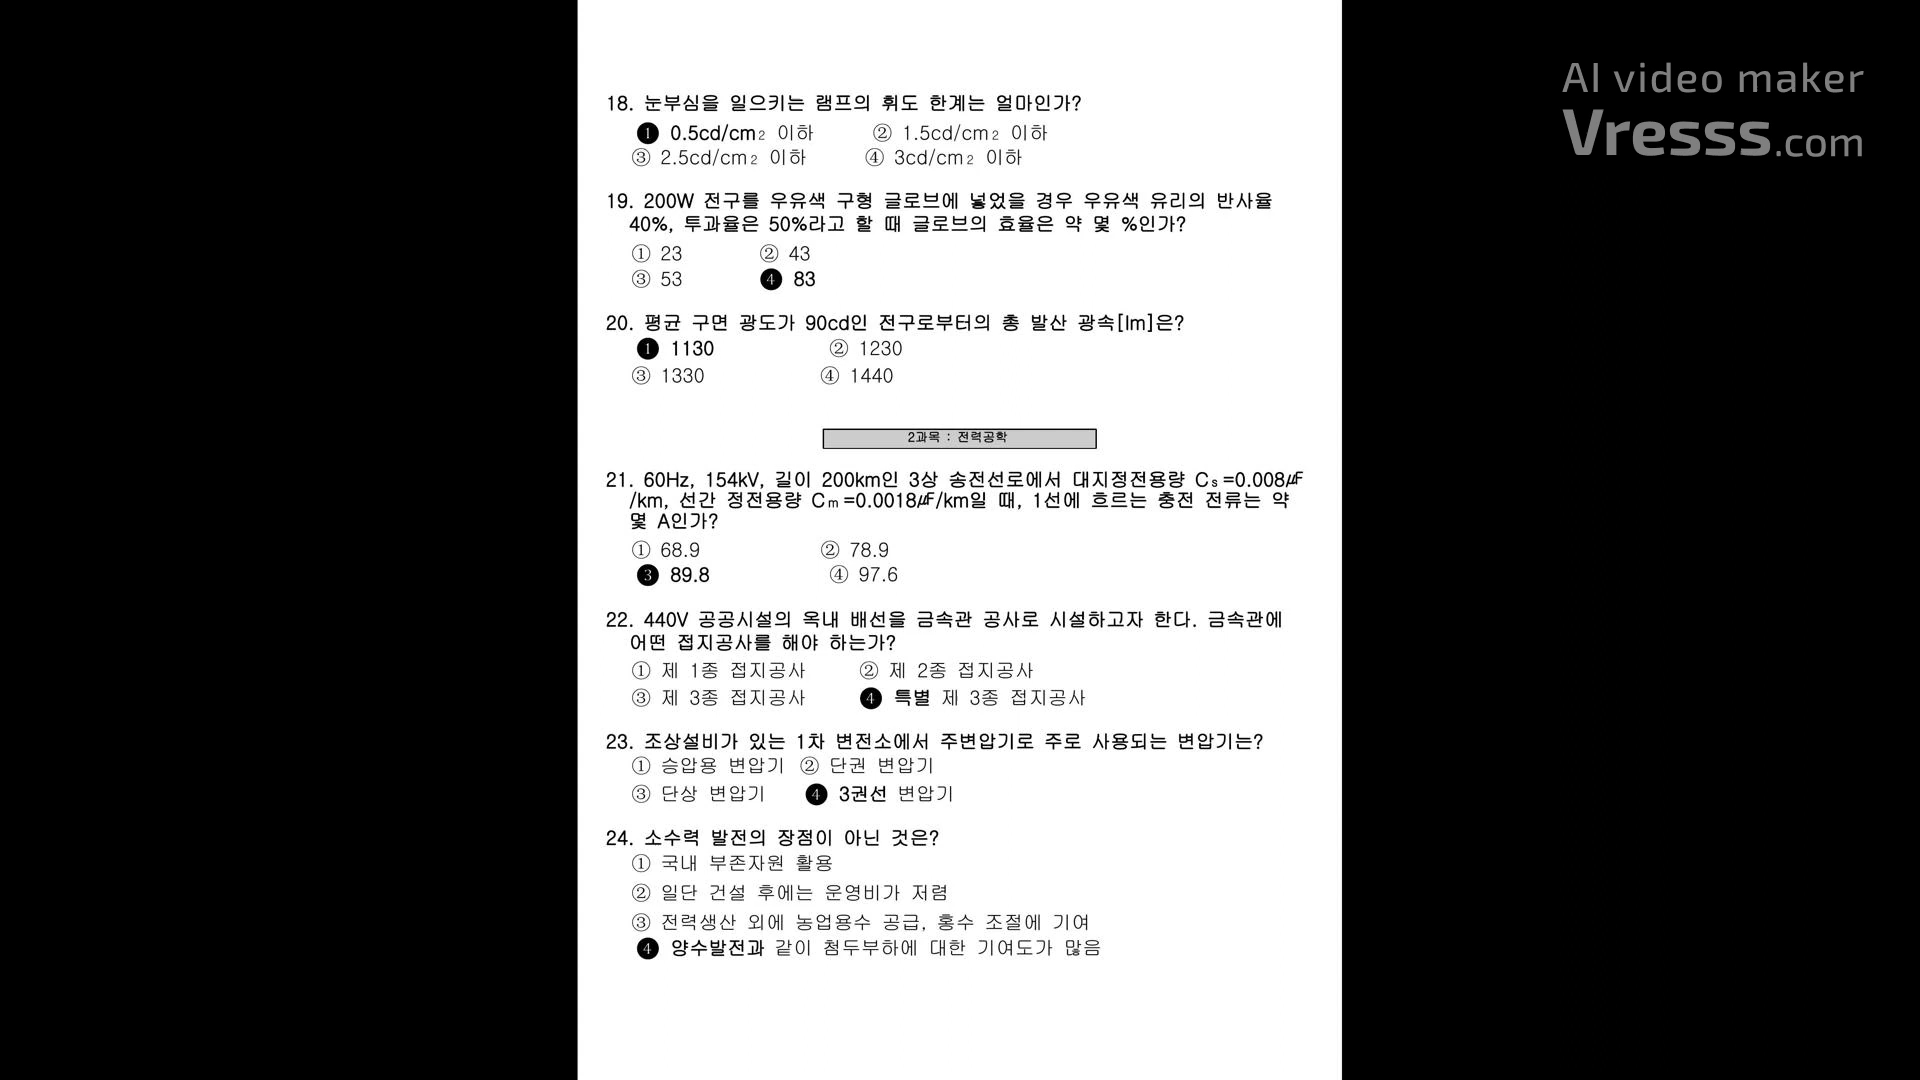 AI video maker
Vresss.com
18. 눈부심을 일으키는 램프의 휘도 한계는 얼마인가?
❶ 0.5cd/cm2 이하 ② 1.5cd/cm2 이하
③ 2.5cd/cm2 이하 ④ 3cd/cm2 이하
19. 200W 전구를 우유색 구형 글로브에 넣었을 경우 우유색 유리의 반사율
40%, 투과율은 50%라고 할 때 글로브의 효율은 약 몇 %인가?
① 23 ② 43
③ 53 ❹ 83
20. 평균 구면 광도가 90cd인 전구로부터의 총 발산 광속[lm]은?
❶ 1130 ② 1230
③ 1330 ④ 1440
2과목 : 전력공학
21. 60Hz, 154kV, 길이 200km인 3상 송전선로에서 대지정전용량 Cs=0.008㎌
/km, 선간 정전용량 Cm=0.0018㎌/km일 때, 1선에 흐르는 충전 전류는 약
몇 A인가?
① 68.9 ② 78.9
❸ 89.8 ④ 97.6
22. 440V 공공시설의 옥내 배선을 금속관 공사로 시설하고자 한다. 금속관에
어떤 접지공사를 해야 하는가?
① 제 1종 접지공사 ② 제 2종 접지공사
③ 제 3종 접지공사 ❹ 특별 제 3종 접지공사
23. 조상설비가 있는 1차 변전소에서 주변압기로 주로 사용되는 변압기는?
① 승압용 변압기 ② 단권 변압기
③ 단상 변압기 ❹ 3권선 변압기
24. 소수력 발전의 장점이 아닌 것은?
① 국내 부존자원 활용
② 일단 건설 후에는 운영비가 저렴
③ 전력생산 외에 농업용수 공급, 홍수 조절에 기여
❹ 양수발전과 같이 첨두부하에 대한 기여도가 많음